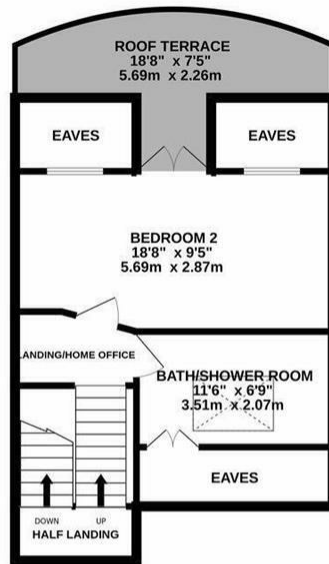 ROOF TERRACE
18'8" x 7'5"
5.69m x 2.26m
EAVES
EAVES
BEDROOM 2
18'8" x 9'5"
5.69m x 2.87m
LANDING/HOME OFFICE
BATH/SHOWER ROOM
11'6" x 6'9"
3.51m x 2.07m
EAVES
DOWN
UP
HALF LANDING